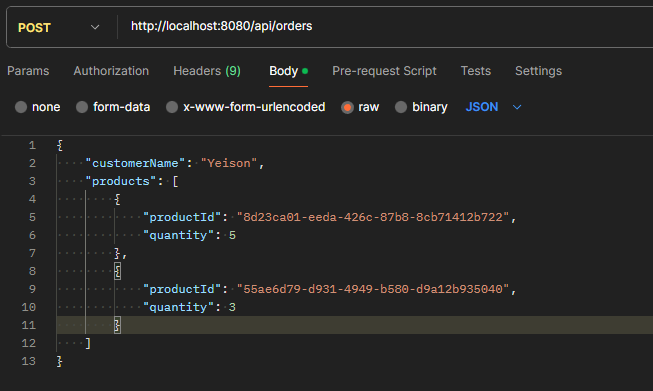 POST http://localhost:8080/api/orders
Params Authorization Headers (9) Body Pre-request Script Tests Settings
none form-data x-www-form-urlencoded raw binary JSON
1 {
2 "customerName": "Yeison",
3 "products": [
4 {
5 "productId": "8d23ca01-eeda-426c-87b8-8cb71412b722",
6 "quantity": 5
7 },
8 {
9 "productId": "55ae6d79-d931-4949-b580-d9a12b935040",
10 "quantity": 3
11 }
12 ]
13 }